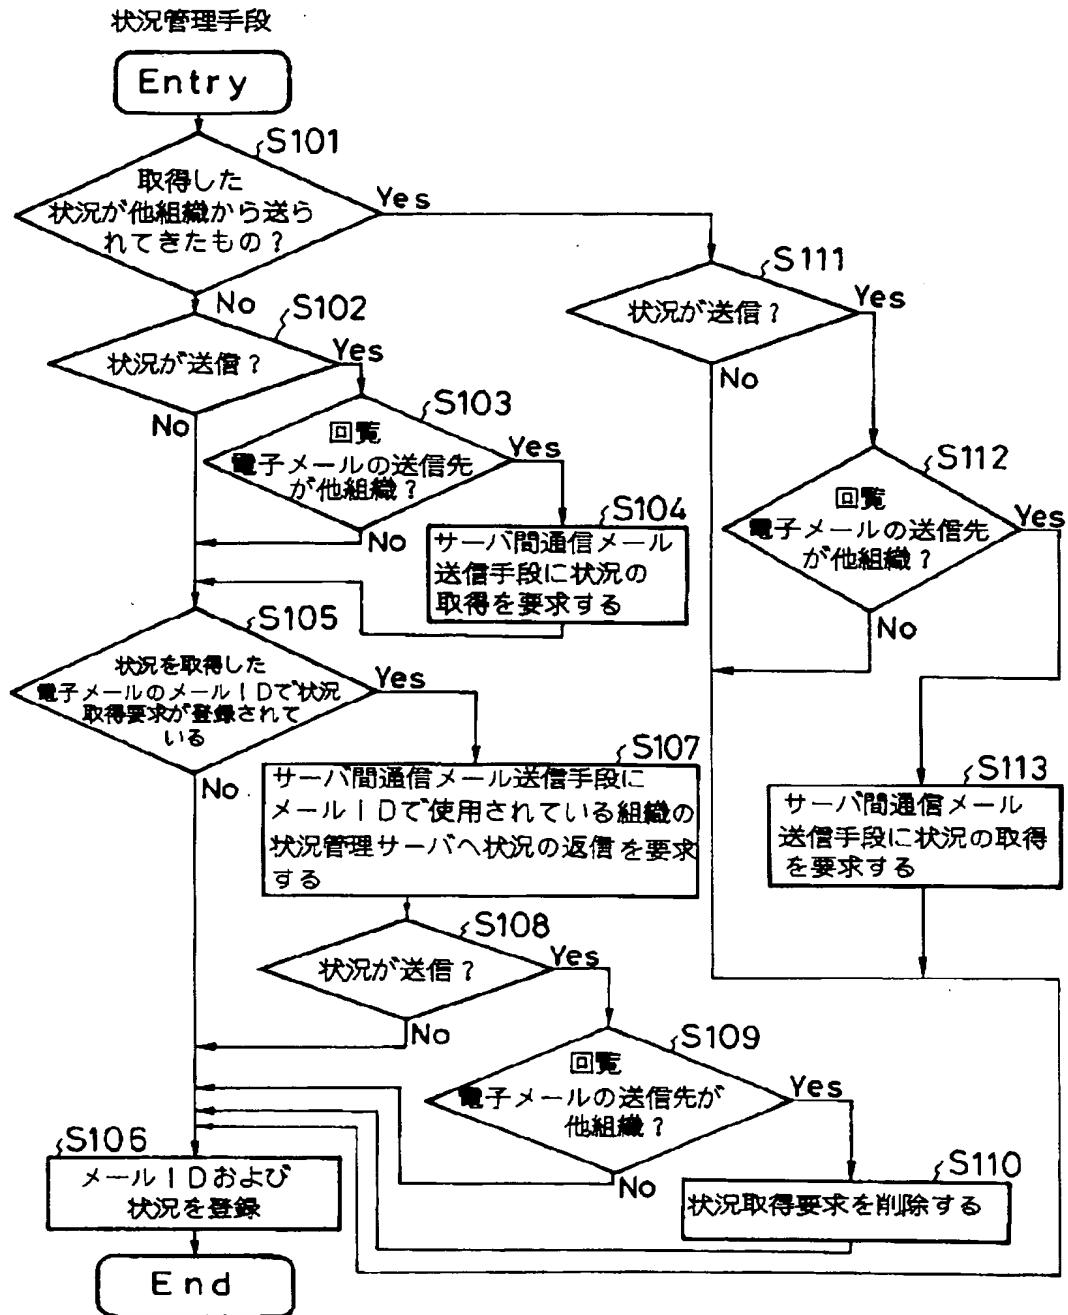 状況管理手段
Entry
S101
取得した
状況が他組織から送ら
れてきたもの?
Yes
No
S102
状況が送信?
Yes
No
S103
回覧
電子メールの送信先
が他組織?
Yes
No
S104
サーバ間通信メール
送信手段に状況の
取得を要求する
S105
状況を取得した
電子メールのメールIDで状況
取得要求が登録されて
いる
Yes
No
S107
サーバ間通信メール送信手段に
メールIDで使用されている組織の
状況管理サーバへ状況の返信を要求
する
S108
状況が送信?
Yes
No
S109
回覧
電子メールの送信先が
他組織?
Yes
No
S110
状況取得要求を削除する
S106
メールIDおよび
状況を登録
End
S111
状況が送信?
Yes
No
S112
回覧
電子メールの送信先
が他組織?
Yes
No
S113
サーバ間通信メール
送信手段に状況の取得
を要求する